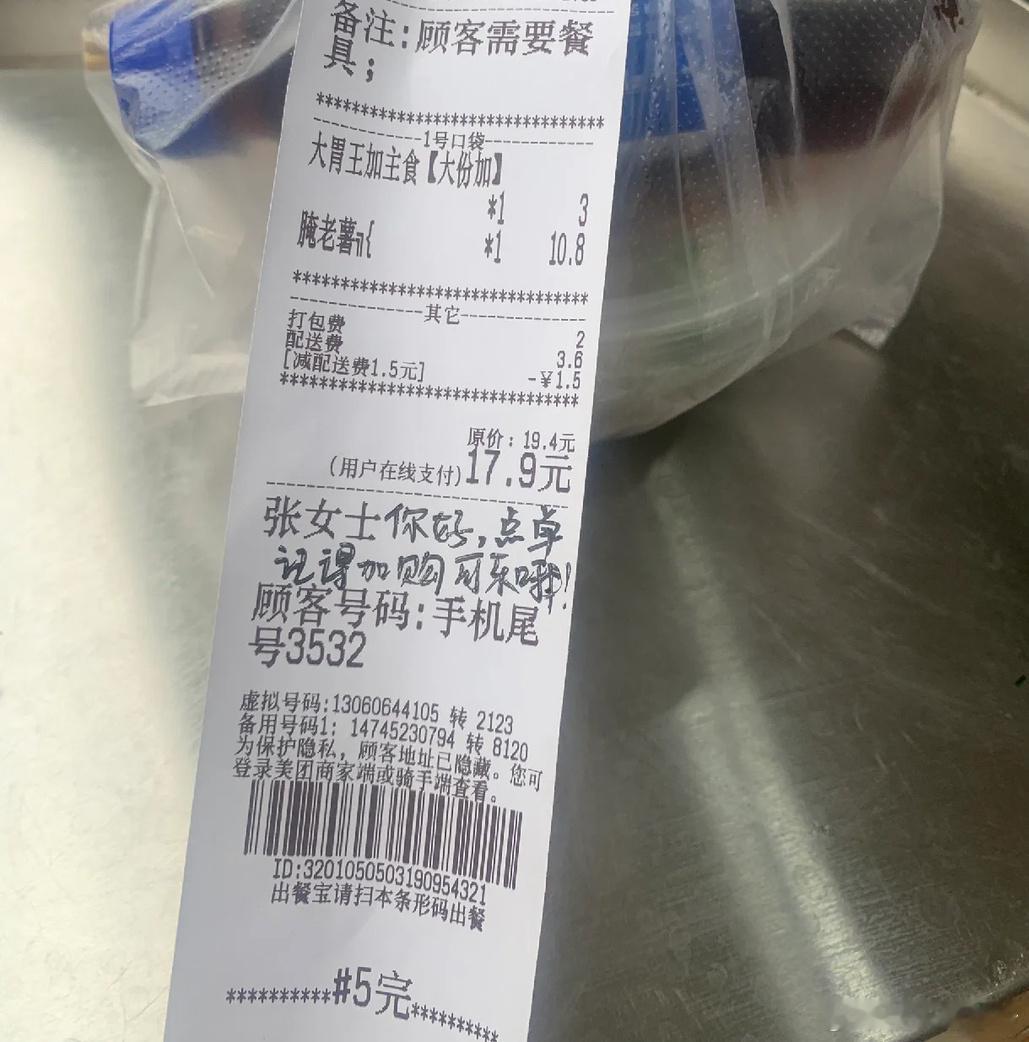 备注:顾客需要餐
具;
********************************
--------------1号口袋------------
大胃王加主食【大份加】
*1 3
腌老薯 *1 10.8
********************************
--------------其它--------------
打包费 2
配送费 3.6
[减配送费1.5元] -¥1.5
********************************
原价:19.4元
(用户在线支付)17.9元
张女士你好,点单
记得加购可乐哦!
顾客号码:手机尾
号3532
虚拟号码:13060644105 转 2123
备用号码1: 14745230794 转 8120
为保护隐私, 顾客地址已隐藏。您可
登录美团商家端或骑手端查看。
ID:3201050503190954321
出餐宝请扫本条形码出餐
**********#5完**********